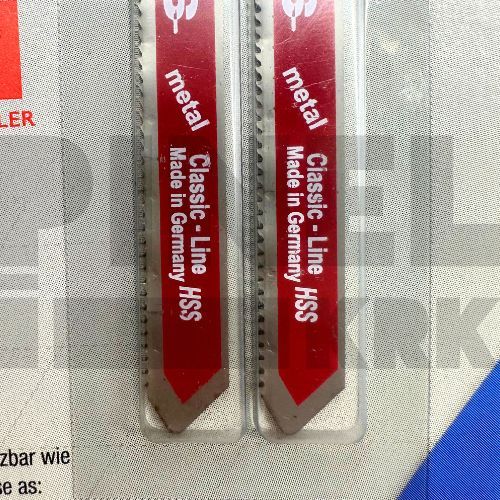 LER
metal
Classic - Line
Made in Germany
HSS
metal
Classic - Line
Made in Germany
HSS
zbar wie
se as: